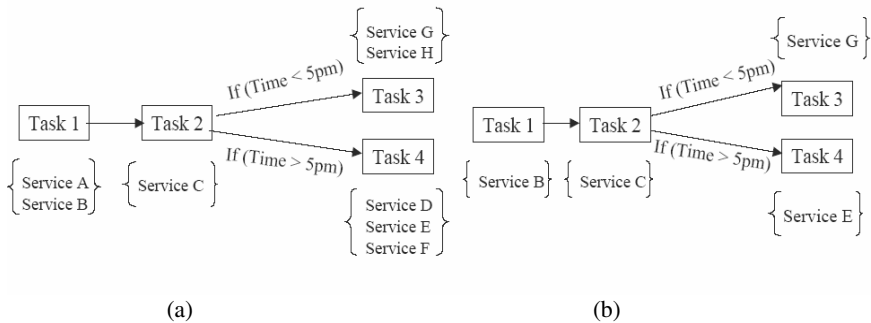 Service G
Service H
If (Time < 5pm)
Task 1
Task 2
Task 3
If (Time > 5pm)
Task 4
Service A
Service B
Service C
Service D
Service E
Service F
(a)
Service G
If (Time < 5pm)
Task 1
Task 2
Task 3
If (Time > 5pm)
Task 4
Service B
Service C
Service E
(b)